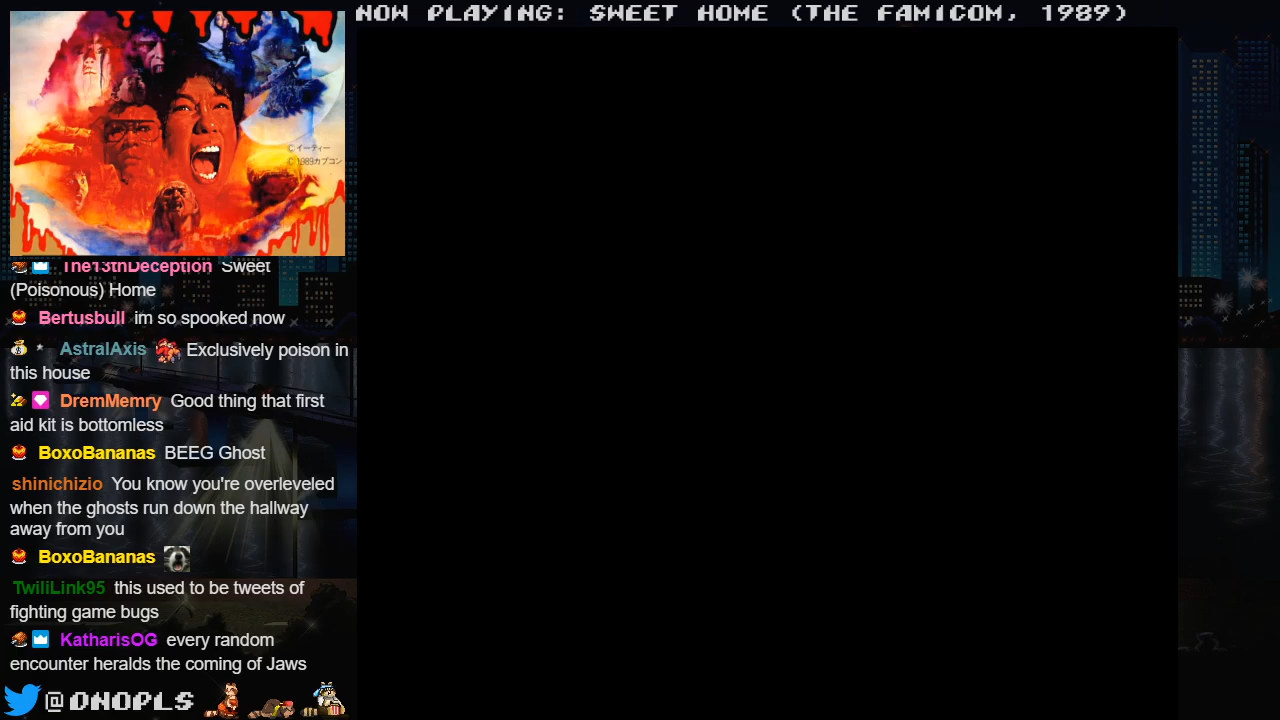 NOW PLAYING: SWEET HOME (THE FAMICOM, 1989)
© イーティー
© 1989カプコン
The13thDeception Sweet
(Poisonous) Home
Bertusbull im so spooked now
AstralAxis Exclusively poison in
this house
DremMemry Good thing that first
aid kit is bottomless
BoxoBananas BEEG Ghost
shinichizio You know you're overleveled
when the ghosts run down the hallway
away from you
BoxoBananas
TwiliLink95 this used to be tweets of
fighting game bugs
KatharisOG every random
encounter heralds the coming of Jaws
@DNOPLS